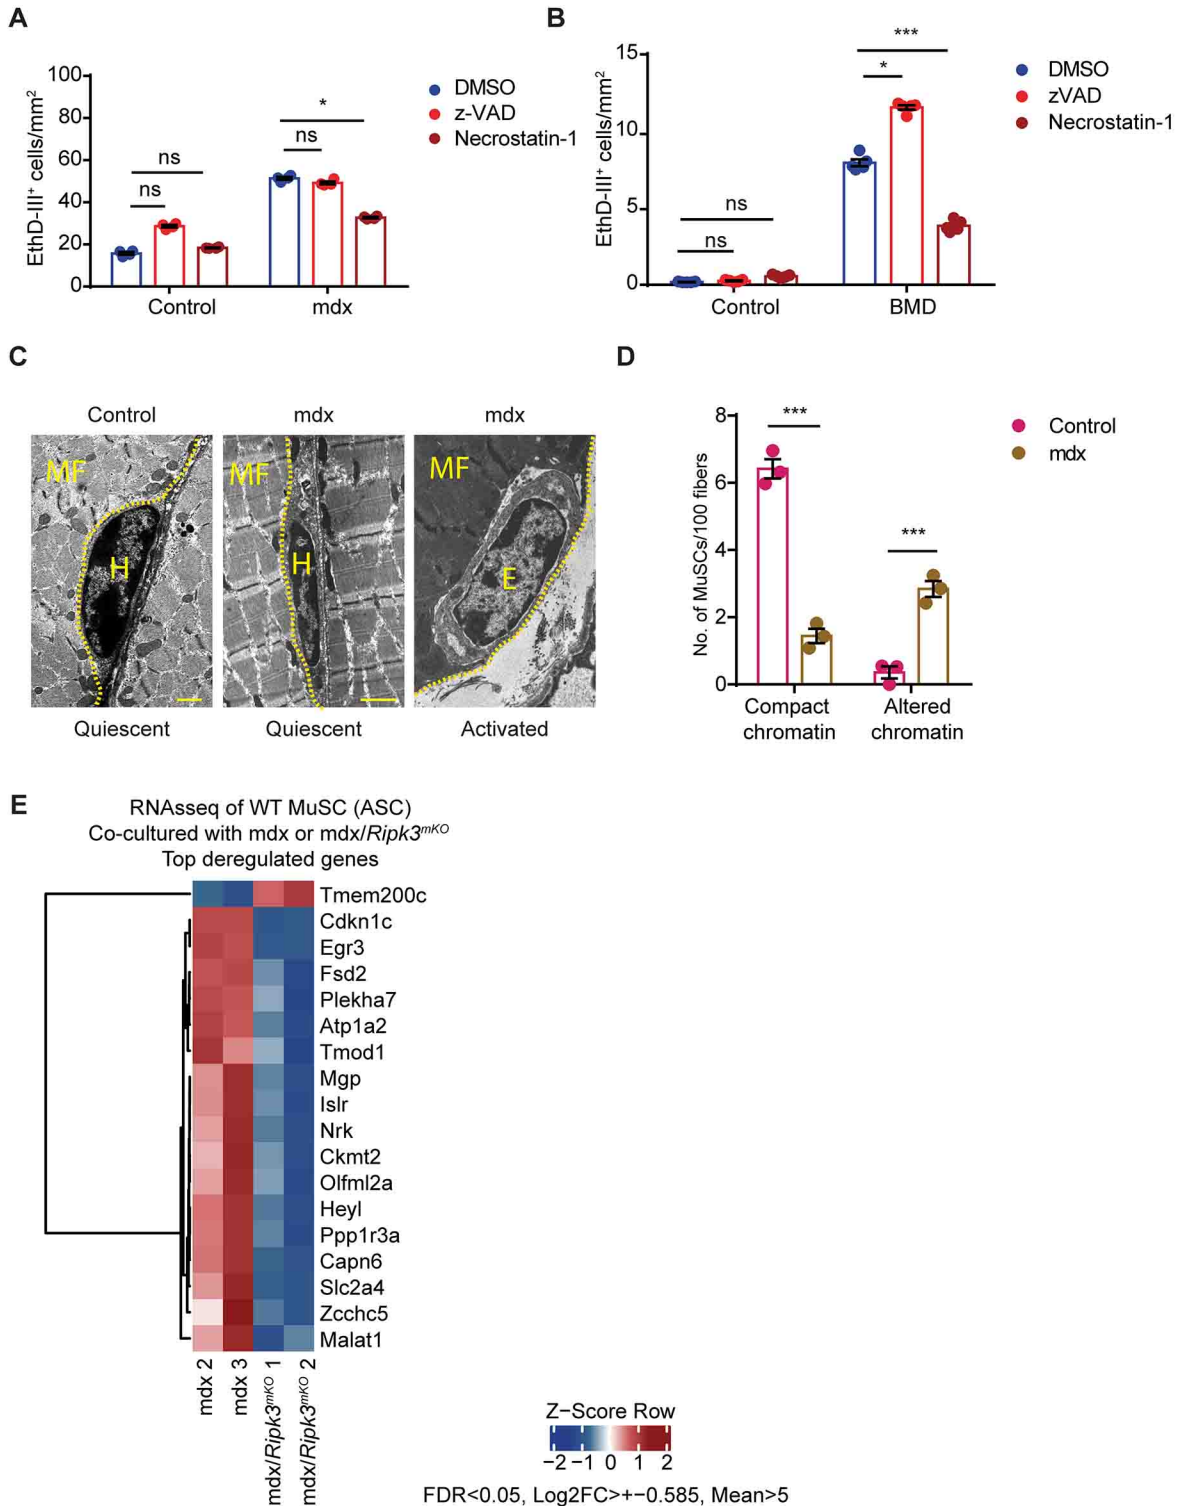 A
EthD-III⁺ cells/mm²
100
80
60
40
20
0
ns
ns
ns
*
DMSO
z-VAD
Necrostatin-1
Control
mdx
B
EthD-III⁺ cells/mm²
15
10
5
0
ns
ns
*
***
DMSO
zVAD
Necrostatin-1
Control
BMD
C
Control
mdx
mdx
MF
H
MF
H
MF
E
Quiescent
Quiescent
Activated
D
No. of MuSCs/100 fibers
8
6
4
2
0
***
***
Control
mdx
Compact
chromatin
Altered
chromatin
E
RNAsseq of WT MuSC (ASC)
Co-cultured with mdx or mdx/Ripk3ᵐᴷᴼ
Top deregulated genes
Tmem200c
Cdkn1c
Egr3
Fsd2
Plekha7
Atp1a2
Tmod1
Mgp
Islr
Nrk
Ckmt2
Olfml2a
Heyl
Ppp1r3a
Capn6
Slc2a4
Zcchc5
Malat1
mdx 2
mdx 3
mdx/Ripk3ᵐᴷᴼ 1
mdx/Ripk3ᵐᴷᴼ 2
Z−Score Row
−2 −1 0 1 2
FDR<0.05, Log2FC>+−0.585, Mean>5